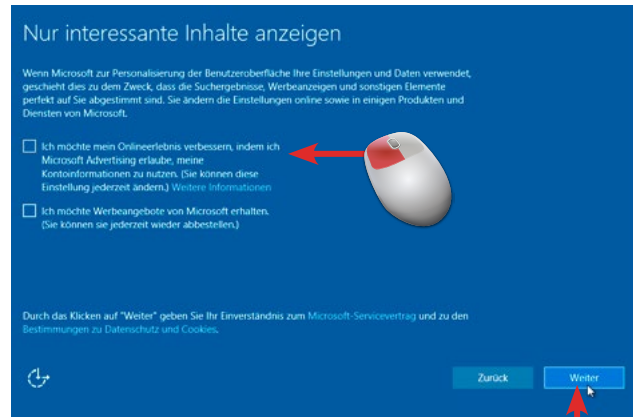 Nur interessante Inhalte anzeigen
Wenn Microsoft zur Personalisierung der Benutzeroberfläche Ihre Einstellungen und Daten verwendet,
geschieht dies zu dem Zweck, dass die Suchergebnisse, Werbeanzeigen und sonstigen Elemente
perfekt auf Sie abgestimmt sind. Sie ändern die Einstellungen online sowie in einigen Produkten und
Diensten von Microsoft.
Ich möchte mein Onlineerlebnis verbessern, indem ich
Microsoft Advertising erlaube, meine
Kontoinformationen zu nutzen. (Sie können diese
Einstellung jederzeit ändern.) Weitere Informationen
Ich möchte Werbeangebote von Microsoft erhalten.
(Sie können sie jederzeit wieder abbestellen.)
Durch das Klicken auf "Weiter" geben Sie Ihr Einverständnis zum Microsoft-Servicevertrag und zu den
Bestimmungen zu Datenschutz und Cookies.
Zurück
Weiter